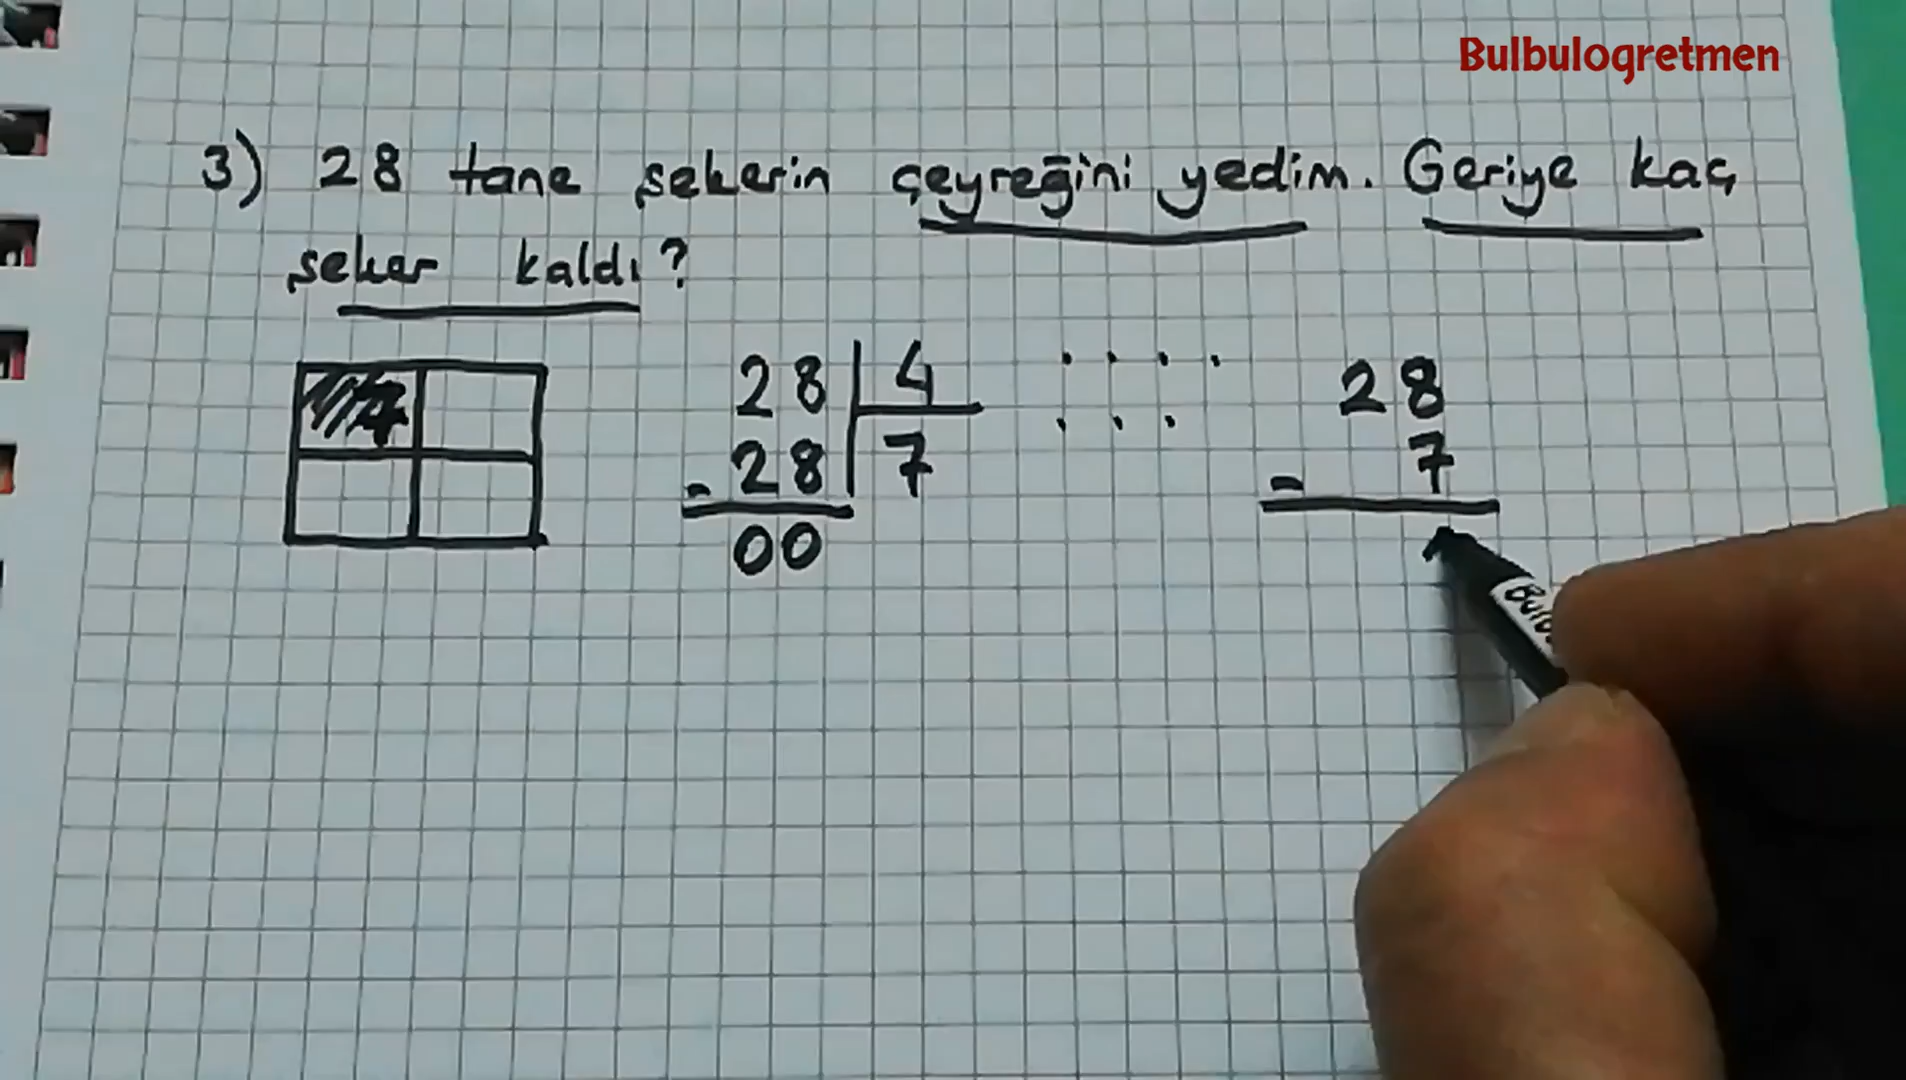 Bulbulogretmen
3) 28 tane şekerin çeyreğini yedim. Geriye kaç
şeker kaldı?
28 4 28
- 28 7 - 7
00